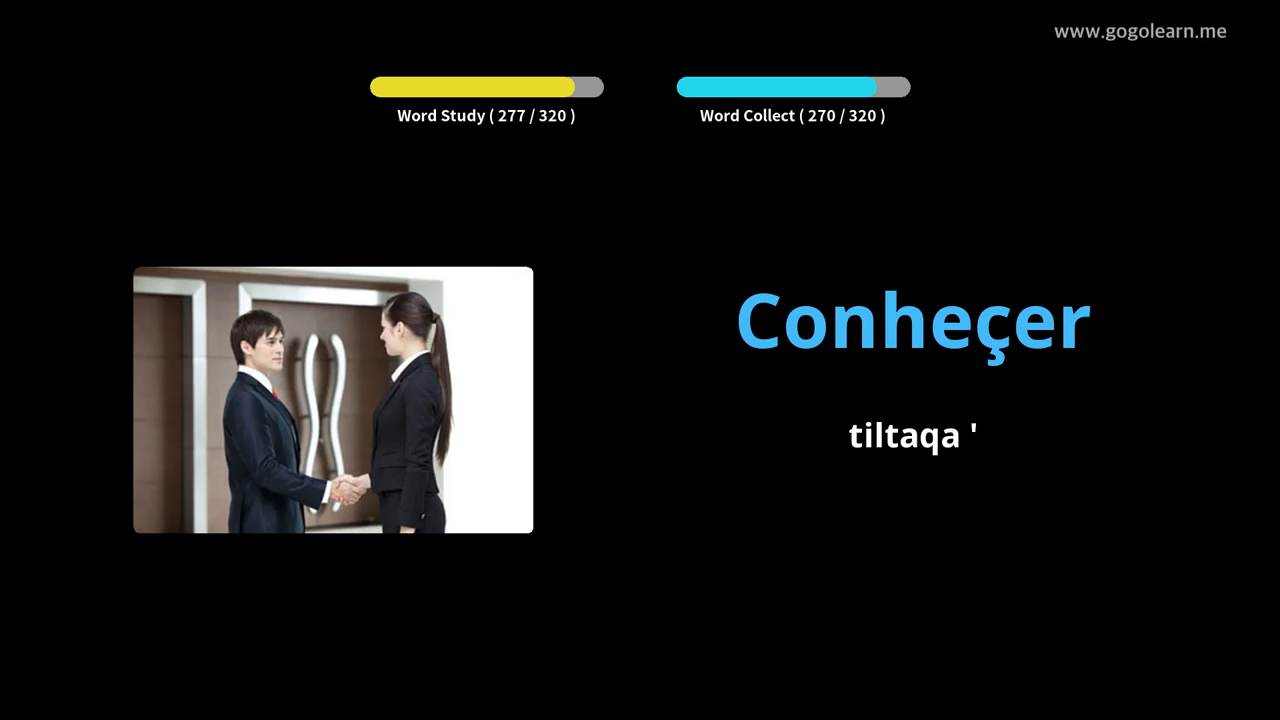 www.gogolearn.me
Word Study ( 277 / 320 )
Word Collect ( 270 / 320 )
Conheçer
tiltaqa '